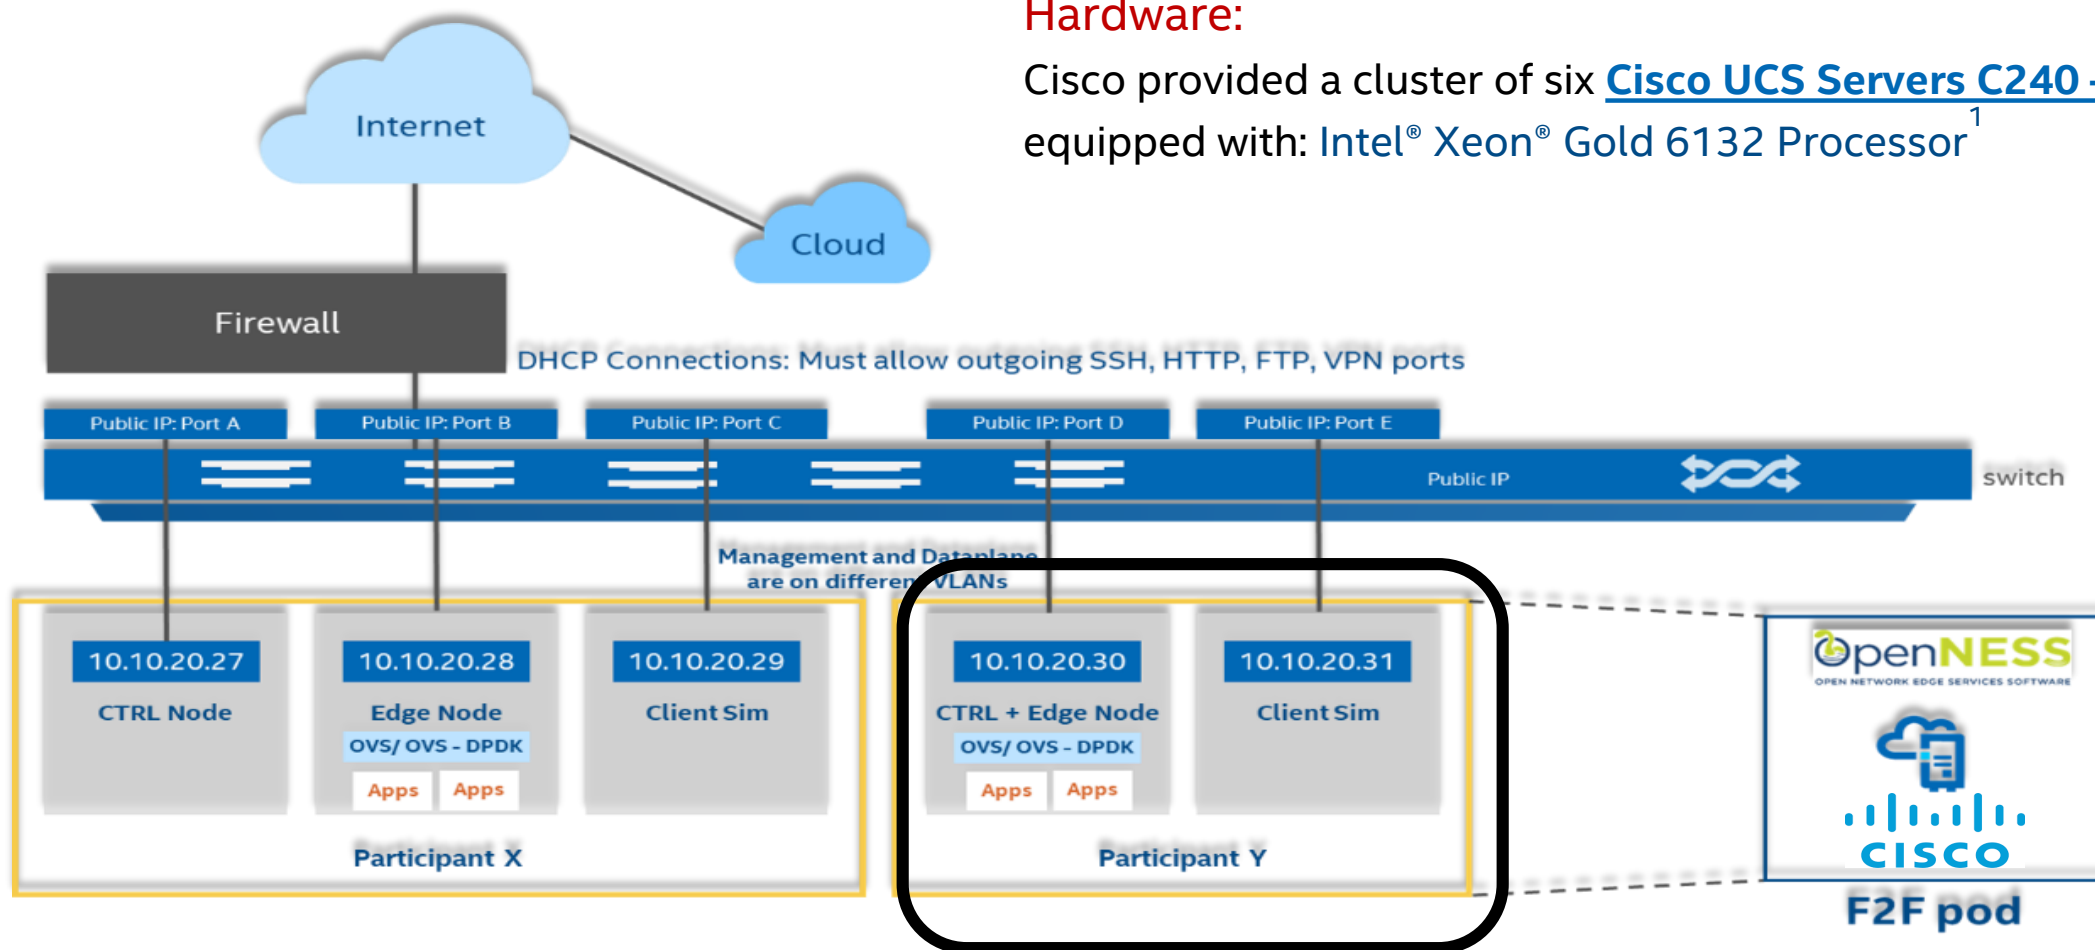 Hardware:
Cisco provided a cluster of six Cisco UCS Servers C240 -
equipped with: Intel® Xeon® Gold 6132 Processor¹
Internet
Cloud
Firewall
DHCP Connections: Must allow outgoing SSH, HTTP, FTP, VPN ports
Public IP: Port A
Public IP: Port B
Public IP: Port C
Public IP: Port D
Public IP: Port E
Public IP
switch
Management and Dataplane
are on different VLANs
10.10.20.27
CTRL Node
10.10.20.28
Edge Node
OVS/ OVS - DPDK
Apps Apps
10.10.20.29
Client Sim
Participant X
10.10.20.30
CTRL + Edge Node
OVS/ OVS - DPDK
Apps Apps
10.10.20.31
Client Sim
Participant Y
OpenNESS
OPEN NETWORK EDGE SERVICES SOFTWARE
CISCO
F2F pod